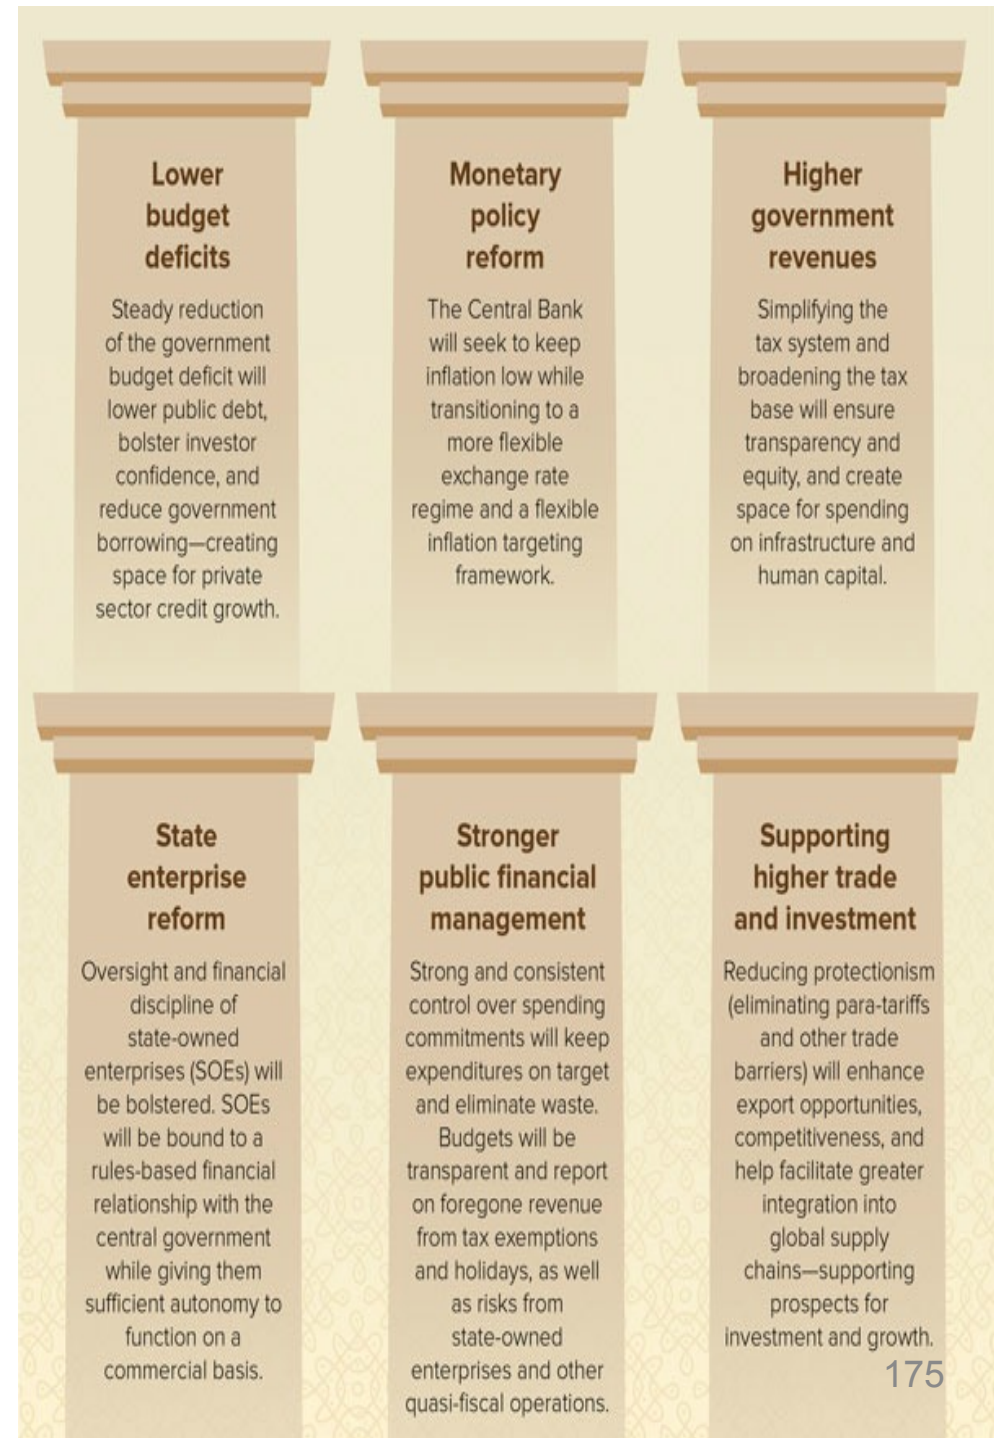 Lower
budget
deficits
Steady reduction
of the government
budget deficit will
lower public debt,
bolster investor
confidence, and
reduce government
borrowing—creating
space for private
sector credit growth.
Monetary
policy
reform
The Central Bank
will seek to keep
inflation low while
transitioning to a
more flexible
exchange rate
regime and a flexible
inflation targeting
framework.
Higher
government
revenues
Simplifying the
tax system and
broadening the tax
base will ensure
transparency and
equity, and create
space for spending
on infrastructure and
human capital.
State
enterprise
reform
Oversight and financial
discipline of
state-owned
enterprises (SOEs) will
be bolstered. SOEs
will be bound to a
rules-based financial
relationship with the
central government
while giving them
sufficient autonomy to
function on a
commercial basis.
Stronger
public financial
management
Strong and consistent
control over spending
commitments will keep
expenditures on target
and eliminate waste.
Budgets will be
transparent and report
on foregone revenue
from tax exemptions
and holidays, as well
as risks from
state-owned
enterprises and other
quasi-fiscal operations.
Supporting
higher trade
and investment
Reducing protectionism
(eliminating para-tariffs
and other trade
barriers) will enhance
export opportunities,
competitiveness, and
help facilitate greater
integration into
global supply
chains—supporting
prospects for
investment and growth.
175